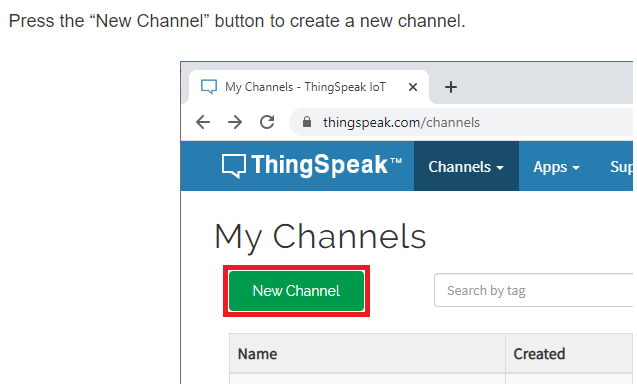 Press the “New Channel” button to create a new channel.
My Channels - ThingSpeak IoT
thingspeak.com/channels
ThingSpeak™ Channels Apps Sup
My Channels
New Channel Search by tag
Name Created